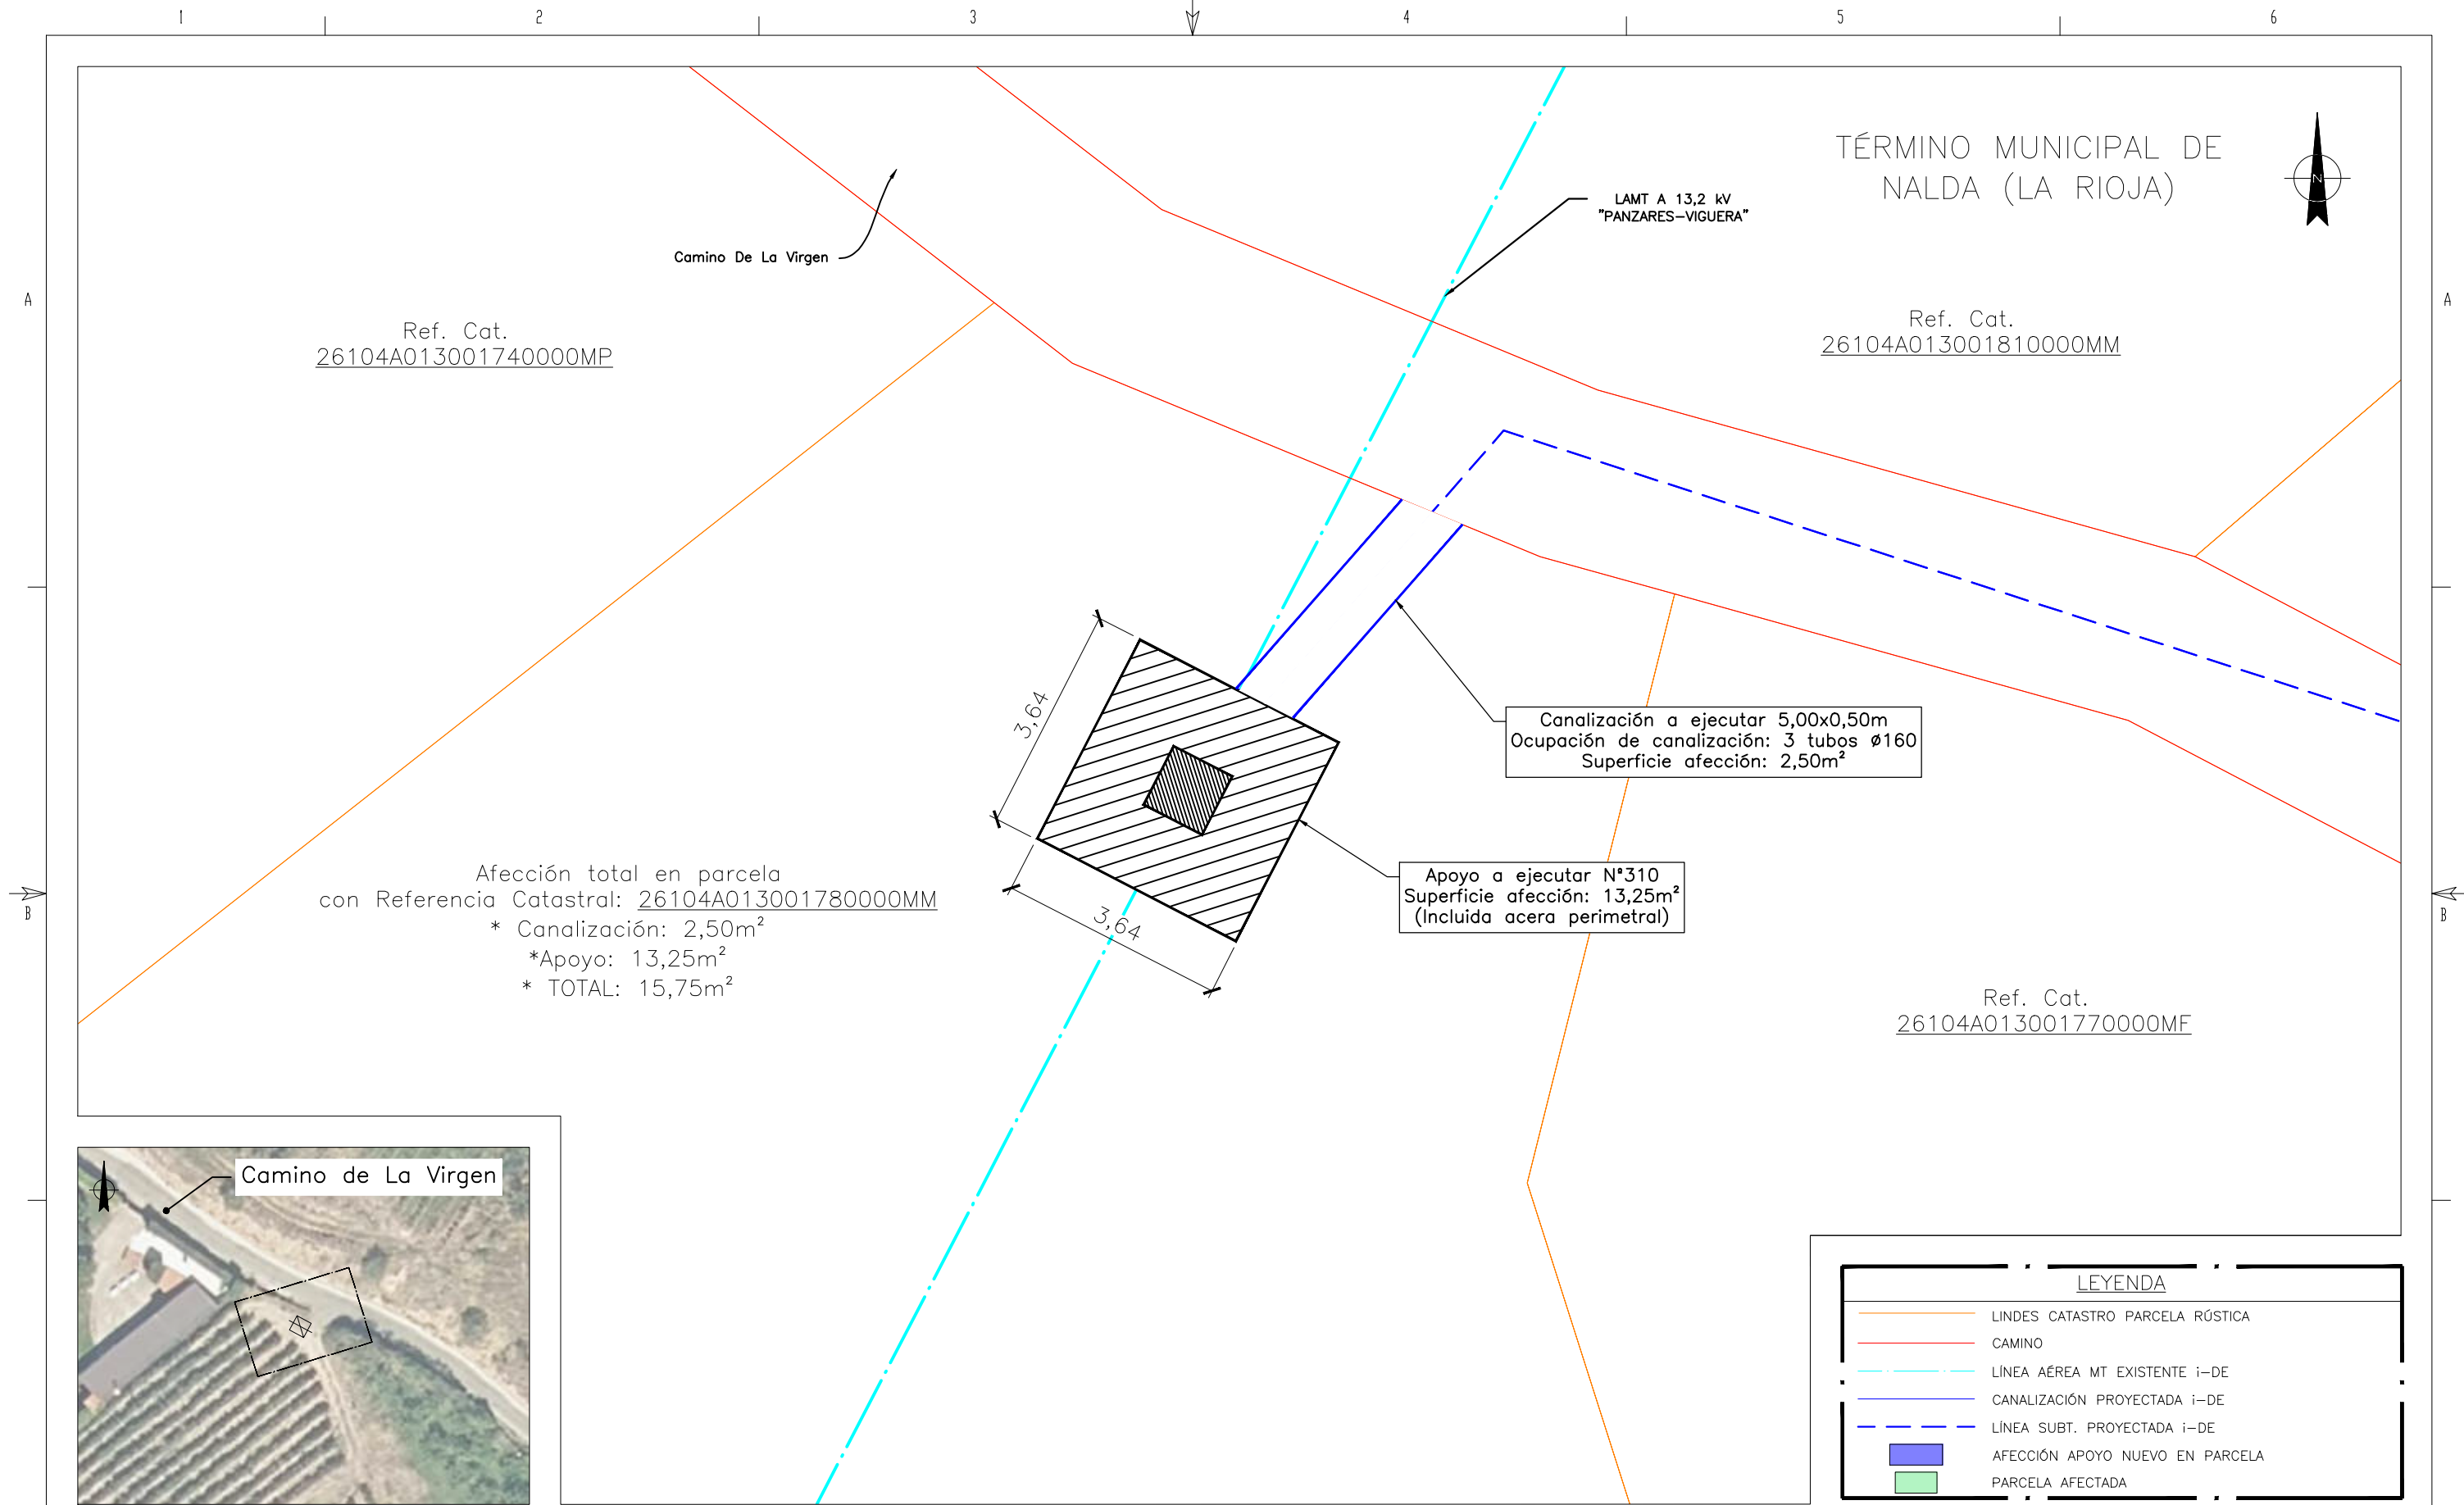 1 2 3 4 5 6
TÉRMINO MUNICIPAL DE
NALDA (LA RIOJA)
N
LAMT A 13,2 kV
"PANZARES-VIGUERA"
Camino De La Virgen
A
A
Ref. Cat.
26104A013001740000MP
Ref. Cat.
26104A013001810000MM
3,64
Canalización a ejecutar 5,00x0,50m
Ocupación de canalización: 3 tubos Ø160
Superficie afección: 2,50m²
Apoyo a ejecutar Nº310
Superficie afección: 13,25m²
(Incluida acera perimetral)
Afección total en parcela
con Referencia Catastral: 26104A013001780000MM
* Canalización: 2,50m²
*Apoyo: 13,25m²
* TOTAL: 15,75m²
B
B
3,64
Ref. Cat.
26104A013001770000MF
Camino de La Virgen
LEYENDA
LINDES CATASTRO PARCELA RÚSTICA
CAMINO
LÍNEA AÉREA MT EXISTENTE i-DE
CANALIZACIÓN PROYECTADA i-DE
LÍNEA SUBT. PROYECTADA i-DE
AFECCIÓN APOYO NUEVO EN PARCELA
PARCELA AFECTADA